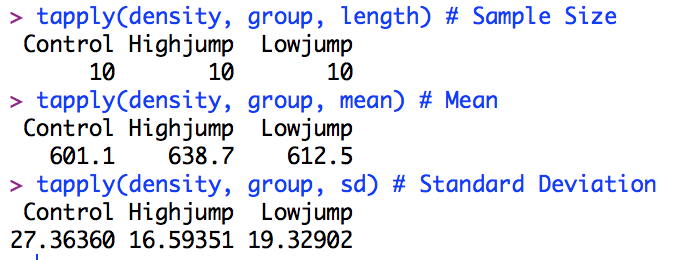 > tapply(density, group, length) # Sample Size
Control Highjump Lowjump
10 10 10
> tapply(density, group, mean) # Mean
Control Highjump Lowjump
601.1 638.7 612.5
> tapply(density, group, sd) # Standard Deviation
Control Highjump Lowjump
27.36360 16.59351 19.32902